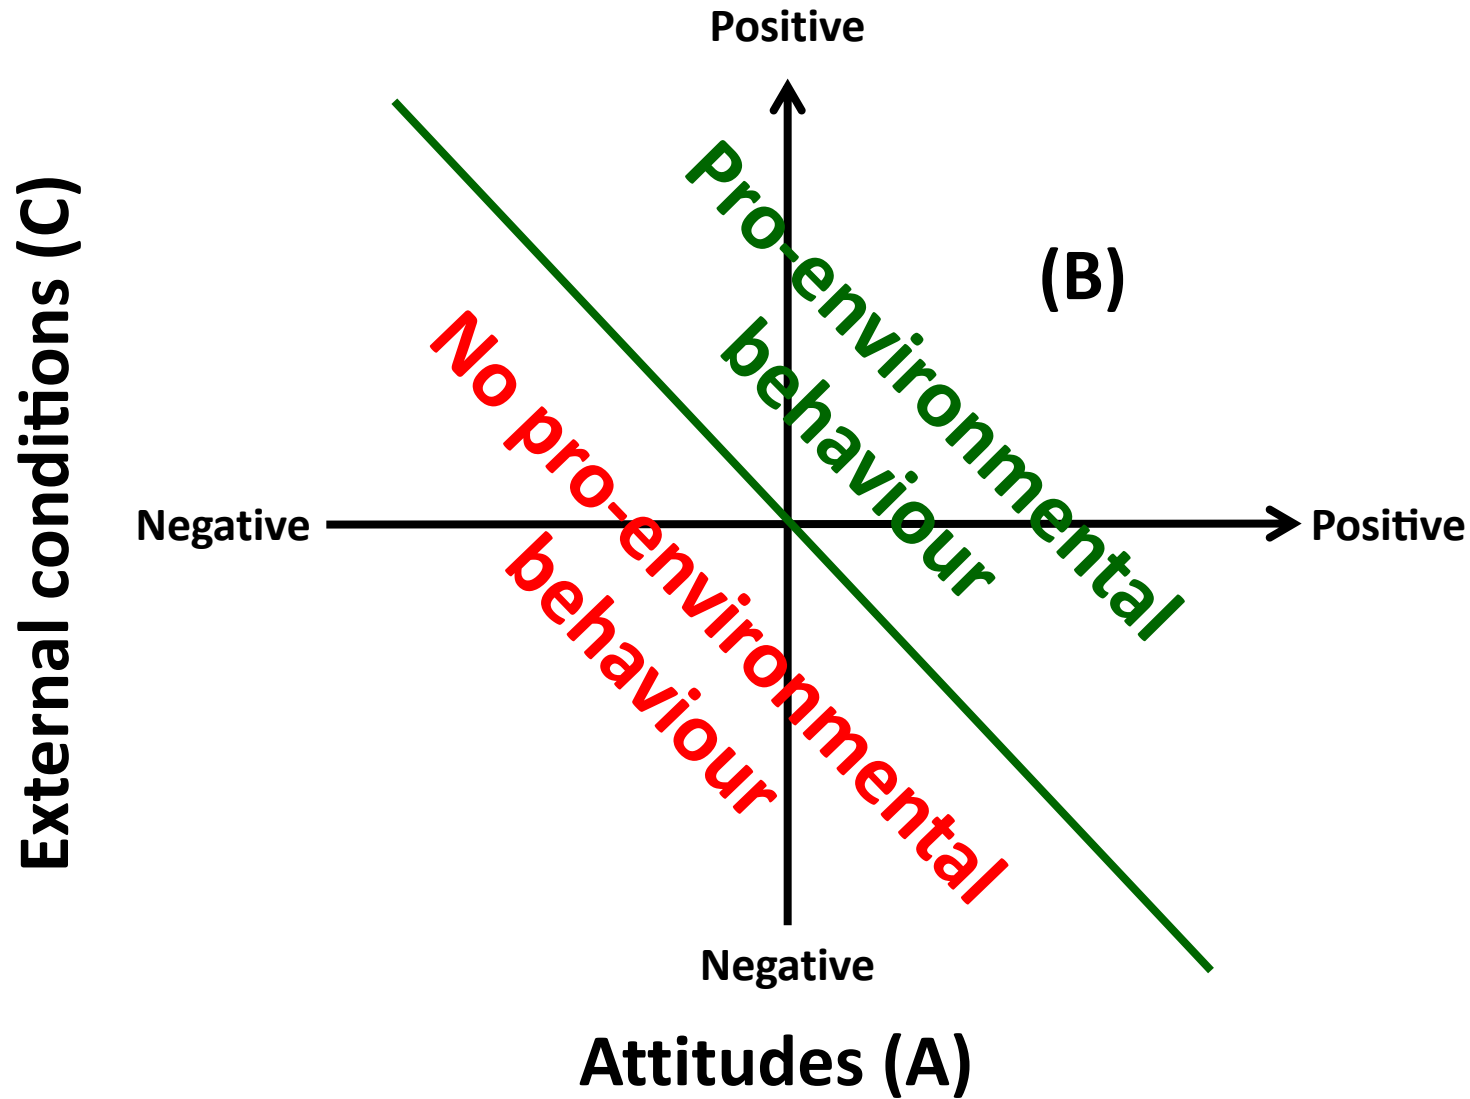 Positive
External conditions (C)
Pro-environmental
behaviour
(B)
No pro-environmental
behaviour
Negative
Positive
Negative
Attitudes (A)